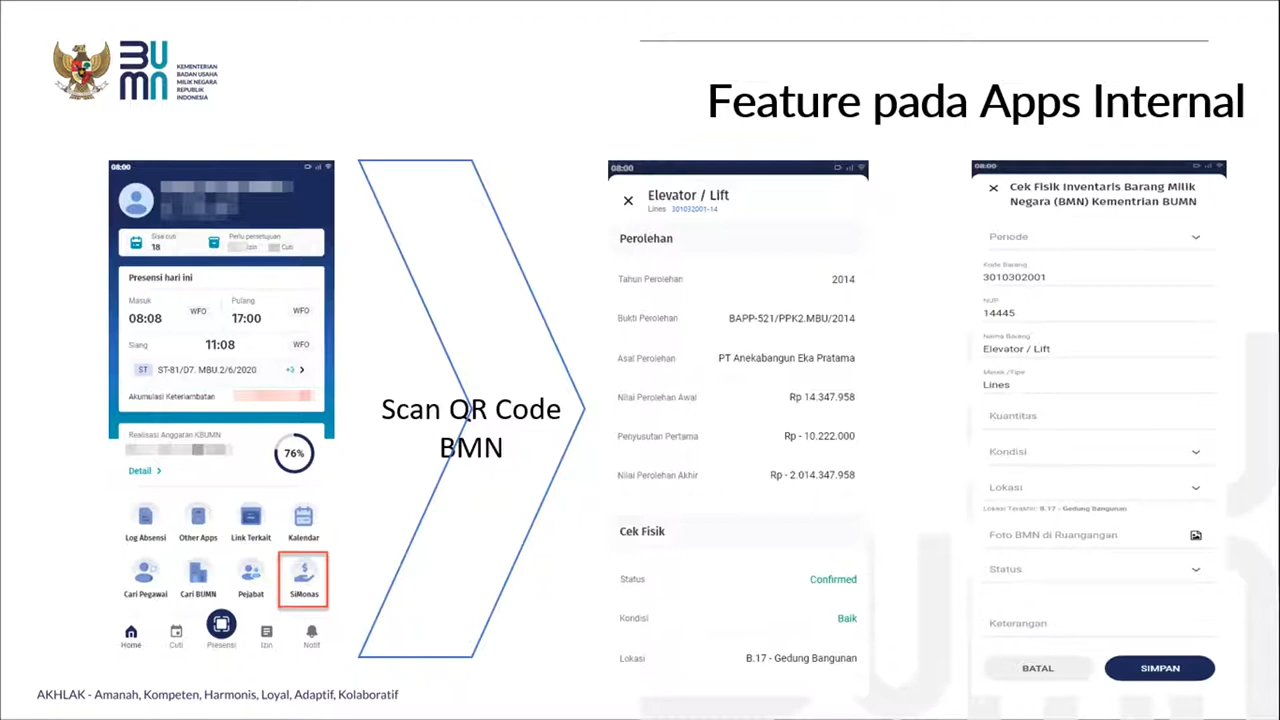 BUMN
KEMENTERIAN
BADAN USAHA
MILIK NEGARA
REPUBLIK
INDONESIA
Feature pada Apps Internal
08:00
Sisa cuti
18
Perlu persetujuan
Izin
Cuti
Presensi hari ini
Masuk
08:08
WFO
Pulang
17:00
WFO
Siang
11:08
WFO
ST
ST-81/D7. MBU.2/6/2020
+3
Akumulasi Keterlambatan
Realisasi Anggaran KBUMN
Detail
76%
Log Absensi
Other Apps
Link Terkait
Kalendar
Cari Pegawai
Cari BUMN
Pejabat
SiMonas
Home
Cuti
Presensi
Izin
Notif
Scan QR Code
BMN
08:00
Elevator / Lift
Lines 301032001-14
Perolehan
Tahun Perolehan 2014
Bukti Perolehan BAPP-521/PPK2.MBU/2014
Asal Perolehan PT Anekabangun Eka Pratama
Nilai Perolehan Awal Rp 14.347.958
Penyusutan Pertama Rp - 10.222.000
Nilai Perolehan Akhir Rp - 2.014.347.958
Cek Fisik
Status Confirmed
Kondisi Baik
Lokasi B.17 - Gedung Bangunan
08:00
Cek Fisik Inventaris Barang Milik
Negara (BMN) Kementrian BUMN
Periode
Kode Barang
3010302001
NUP
14445
Nama Barang
Elevator / Lift
Merek /Tipe
Lines
Kuantitas
Kondisi
Lokasi
Lokasi Terakhir: B.17 - Gedung Bangunan
Foto BMN di Ruangangan
Status
Keterangan
BATAL
SIMPAN
AKHLAK - Amanah, Kompeten, Harmonis, Loyal, Adaptif, Kolaboratif